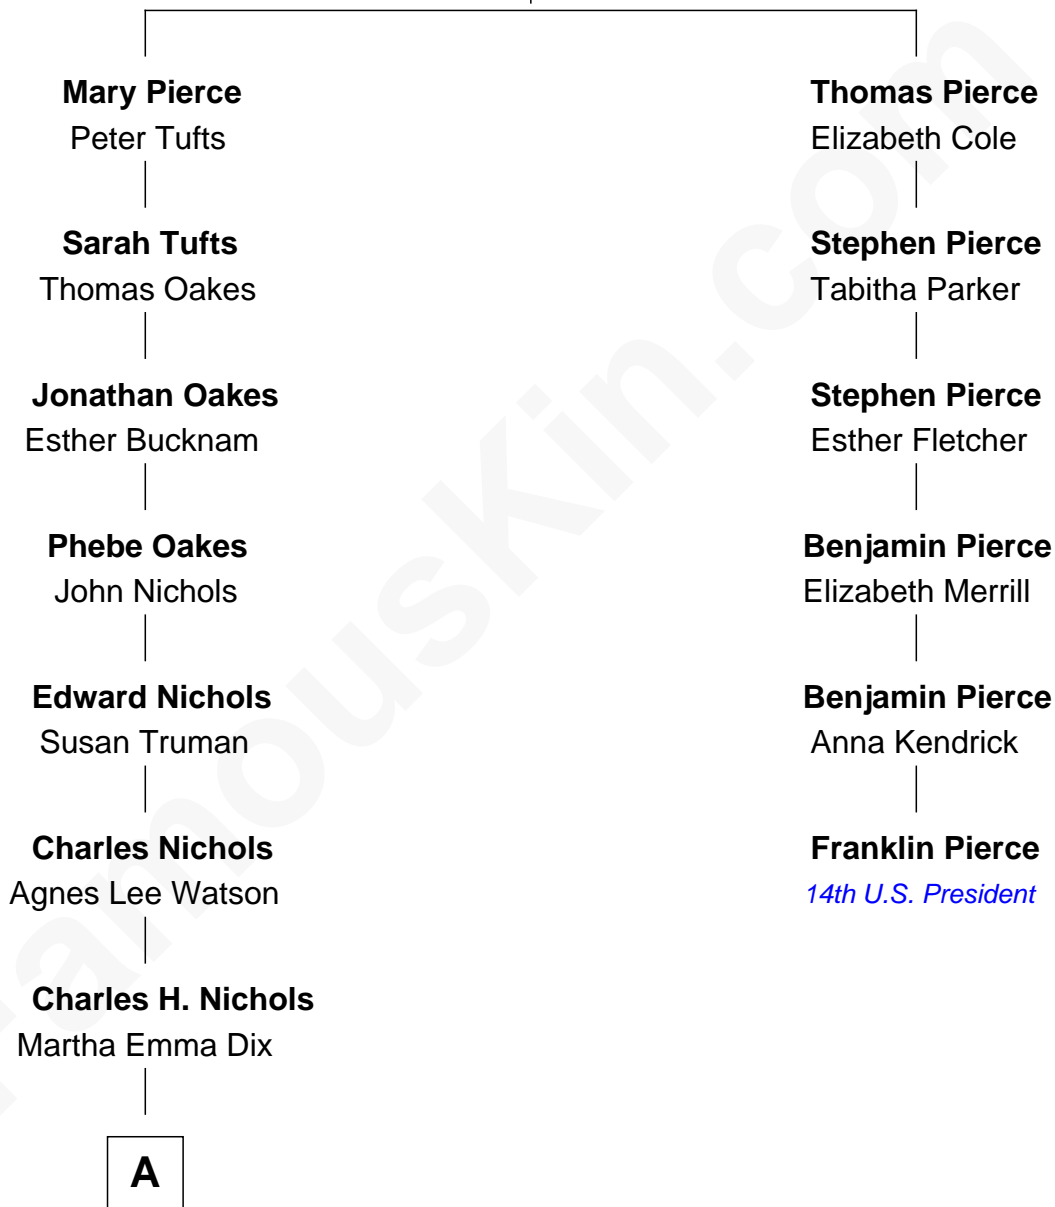 Mary Pierce
Peter Tufts
Sarah Tufts
Thomas Oakes
Jonathan Oakes
Esther Bucknam
Phebe Oakes
John Nichols
Edward Nichols
Susan Truman
Charles Nichols
Agnes Lee Watson
Charles H. Nichols
Martha Emma Dix
A
Thomas Pierce
Elizabeth Cole
Stephen Pierce
Tabitha Parker
Stephen Pierce
Esther Fletcher
Benjamin Pierce
Elizabeth Merrill
Benjamin Pierce
Anna Kendrick
Franklin Pierce
14th U.S. President
FamousKin.com